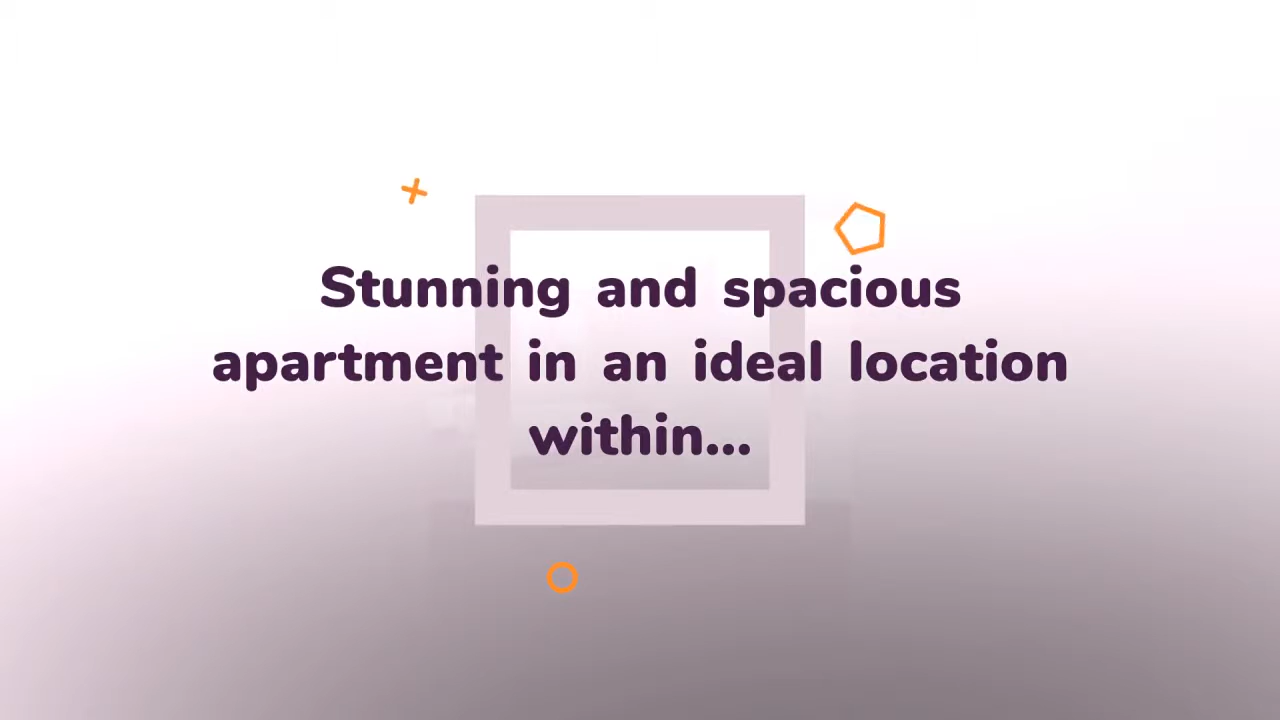 Stunning and spacious
apartment in an ideal location
within...